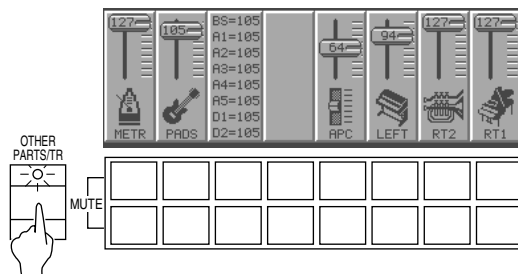 127
105
BS=105
A1=105
A2=105
A3=105
A4=105
A5=105
D1=105
D2=105
64
94
127
127
METR
PADS
APC
LEFT
RT2
RT1
OTHER
PARTS/TR
MUTE